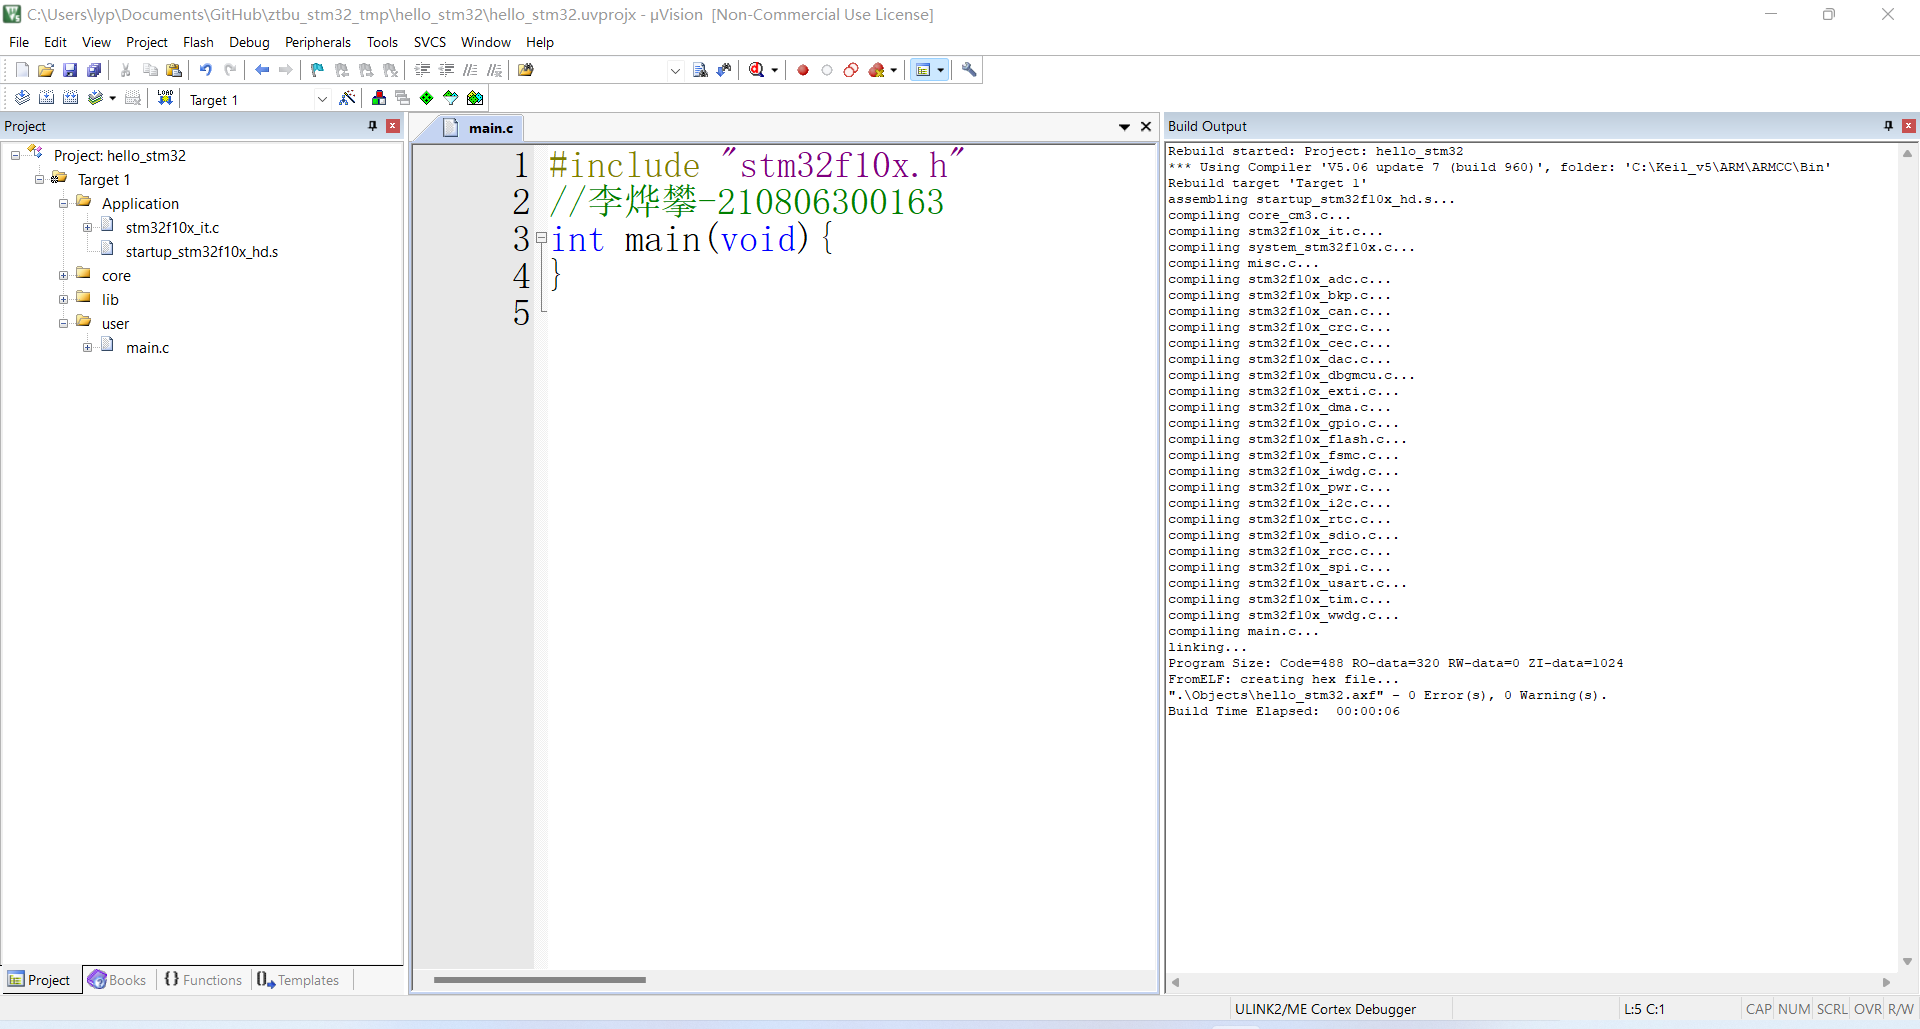 C:\Users\lyp\Documents\GitHub\ztbu_stm32_tmp\hello_stm32\hello_stm32.uvprojx - µVision  [Non-Commercial Use License]
File Edit View Project Flash Debug Peripherals Tools SVCS Window Help
LOAD Target 1
Project
Project: hello_stm32
Target 1
Application
stm32f10x_it.c
startup_stm32f10x_hd.s
core
lib
user
main.c
Project Books Functions Templates
main.c
1 #include "stm32f10x.h"
2 //李烨攀-210806300163
3 int main(void){
4 }
5
Build Output
Rebuild started: Project: hello_stm32
*** Using Compiler 'V5.06 update 7 (build 960)', folder: 'C:\Keil_v5\ARM\ARMCC\Bin'
Rebuild target 'Target 1'
assembling startup_stm32f10x_hd.s...
compiling core_cm3.c...
compiling stm32f10x_it.c...
compiling system_stm32f10x.c...
compiling misc.c...
compiling stm32f10x_adc.c...
compiling stm32f10x_bkp.c...
compiling stm32f10x_can.c...
compiling stm32f10x_crc.c...
compiling stm32f10x_cec.c...
compiling stm32f10x_dac.c...
compiling stm32f10x_dbgmcu.c...
compiling stm32f10x_exti.c...
compiling stm32f10x_dma.c...
compiling stm32f10x_gpio.c...
compiling stm32f10x_flash.c...
compiling stm32f10x_fsmc.c...
compiling stm32f10x_iwdg.c...
compiling stm32f10x_pwr.c...
compiling stm32f10x_i2c.c...
compiling stm32f10x_rtc.c...
compiling stm32f10x_sdio.c...
compiling stm32f10x_rcc.c...
compiling stm32f10x_spi.c...
compiling stm32f10x_usart.c...
compiling stm32f10x_tim.c...
compiling stm32f10x_wwdg.c...
compiling main.c...
linking...
Program Size: Code=488 RO-data=320 RW-data=0 ZI-data=1024
FromELF: creating hex file...
".\Objects\hello_stm32.axf" - 0 Error(s), 0 Warning(s).
Build Time Elapsed:  00:00:06
ULINK2/ME Cortex Debugger L:5 C:1 CAP NUM SCRL OVR R/W